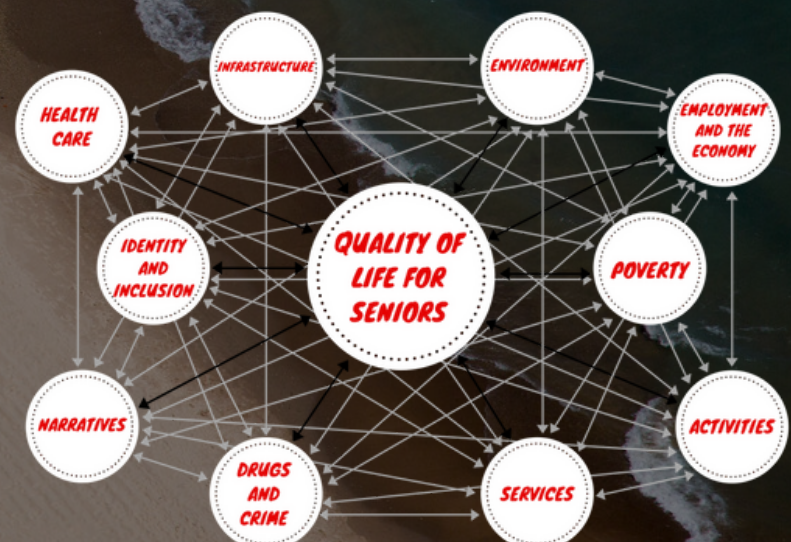 INFRASTRUCTURE
ENVIRONMENT
HEALTH
CARE
EMPLOYMENT
AND THE
ECONOMY
IDENTITY
AND
INCLUSION
QUALITY OF
LIFE FOR
SENIORS
POVERTY
NARRATIVES
ACTIVITIES
DRUGS
AND
CRIME
SERVICES